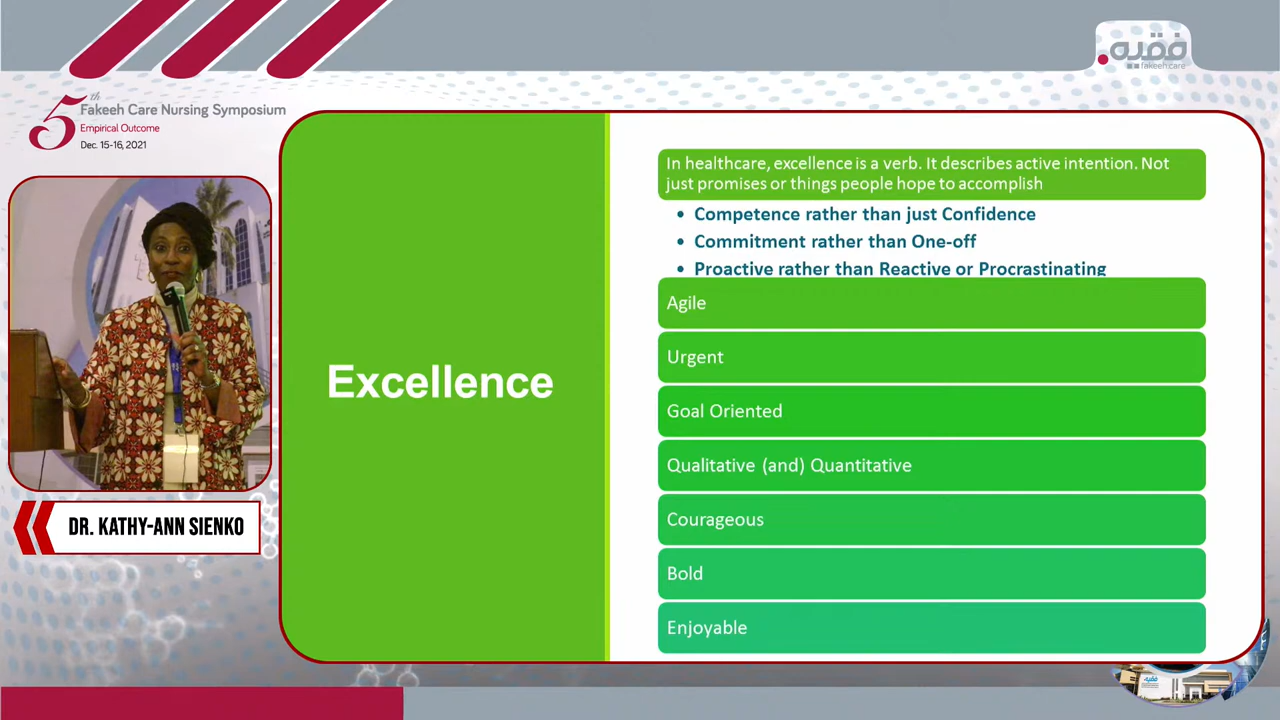 فقيه
fakeeh.care
5th
Fakeeh Care Nursing Symposium
Empirical Outcome
Dec. 15-16, 2021
DR. KATHY-ANN SIENKO
Excellence
In healthcare, excellence is a verb. It describes active intention. Not
just promises or things people hope to accomplish
• Competence rather than just Confidence
• Commitment rather than One-off
• Proactive rather than Reactive or Procrastinating
Agile
Urgent
Goal Oriented
Qualitative (and) Quantitative
Courageous
Bold
Enjoyable
فقيه